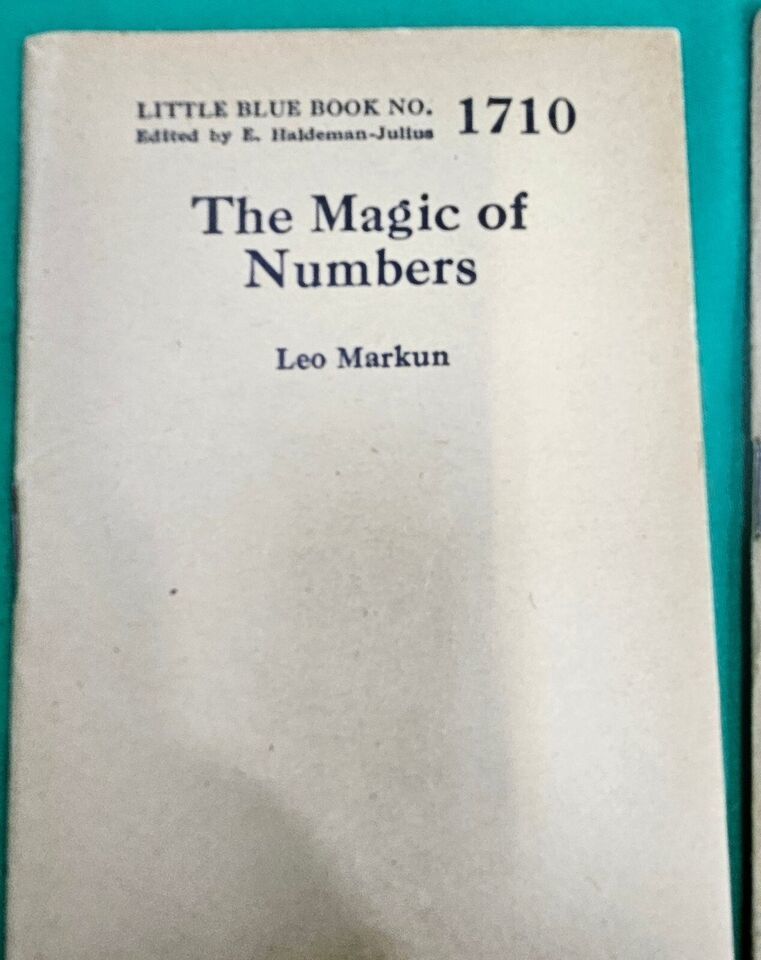 LITTLE BLUE BOOK NO. 1710
Edited by E. Haldeman-Julius
The Magic of
Numbers
Leo Markun